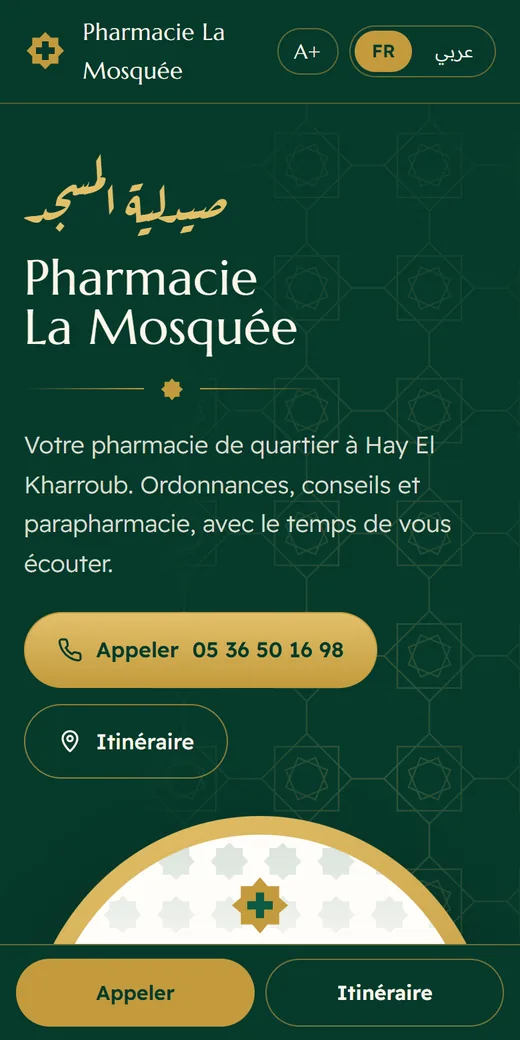 Pharmacie La
Mosquée
A+
FR
عربي
صيدلية المسجد
Pharmacie
La Mosquée
Votre pharmacie de quartier à Hay El
Kharroub. Ordonnances, conseils et
parapharmacie, avec le temps de vous
écouter.
Appeler 05 36 50 16 98
Itinéraire
Appeler
Itinéraire